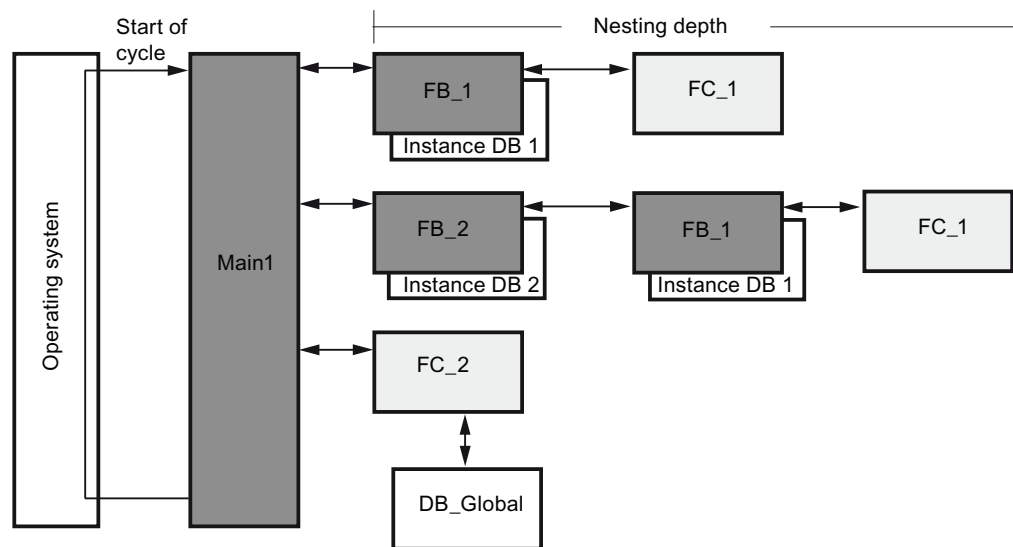 Start of
cycle
Nesting depth
Operating system
Main1
FB_1
Instance DB 1
FC_1
FB_2
Instance DB 2
FB_1
Instance DB 1
FC_1
FC_2
DB_Global